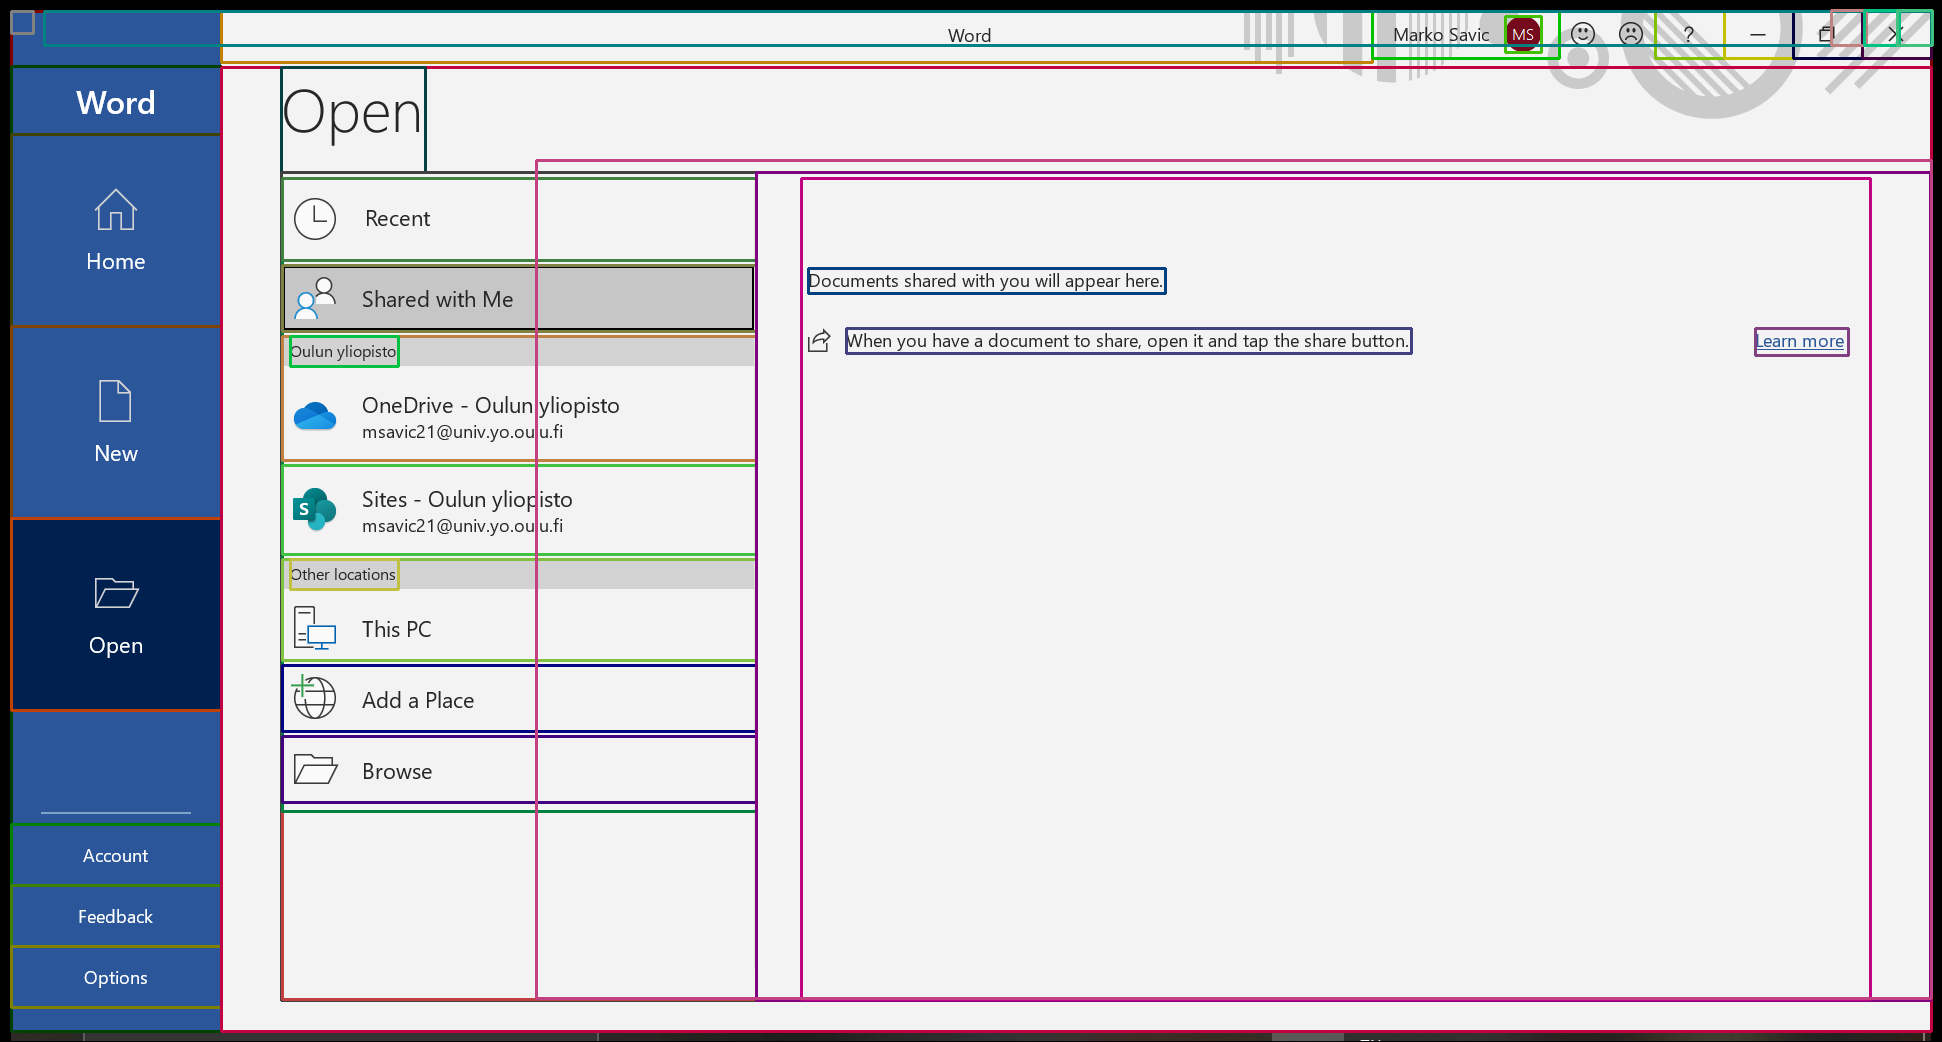 Word
Marko Savic
MS
?
Word
Open
Home
Recent
Shared with Me
Documents shared with you will appear here.
When you have a document to share, open it and tap the share button.
Learn more
Oulun yliopisto
OneDrive - Oulun yliopisto
msavic21@univ.yo.oulu.fi
New
Sites - Oulun yliopisto
msavic21@univ.yo.oulu.fi
S
Other locations
This PC
Open
Add a Place
Browse
Account
Feedback
Options